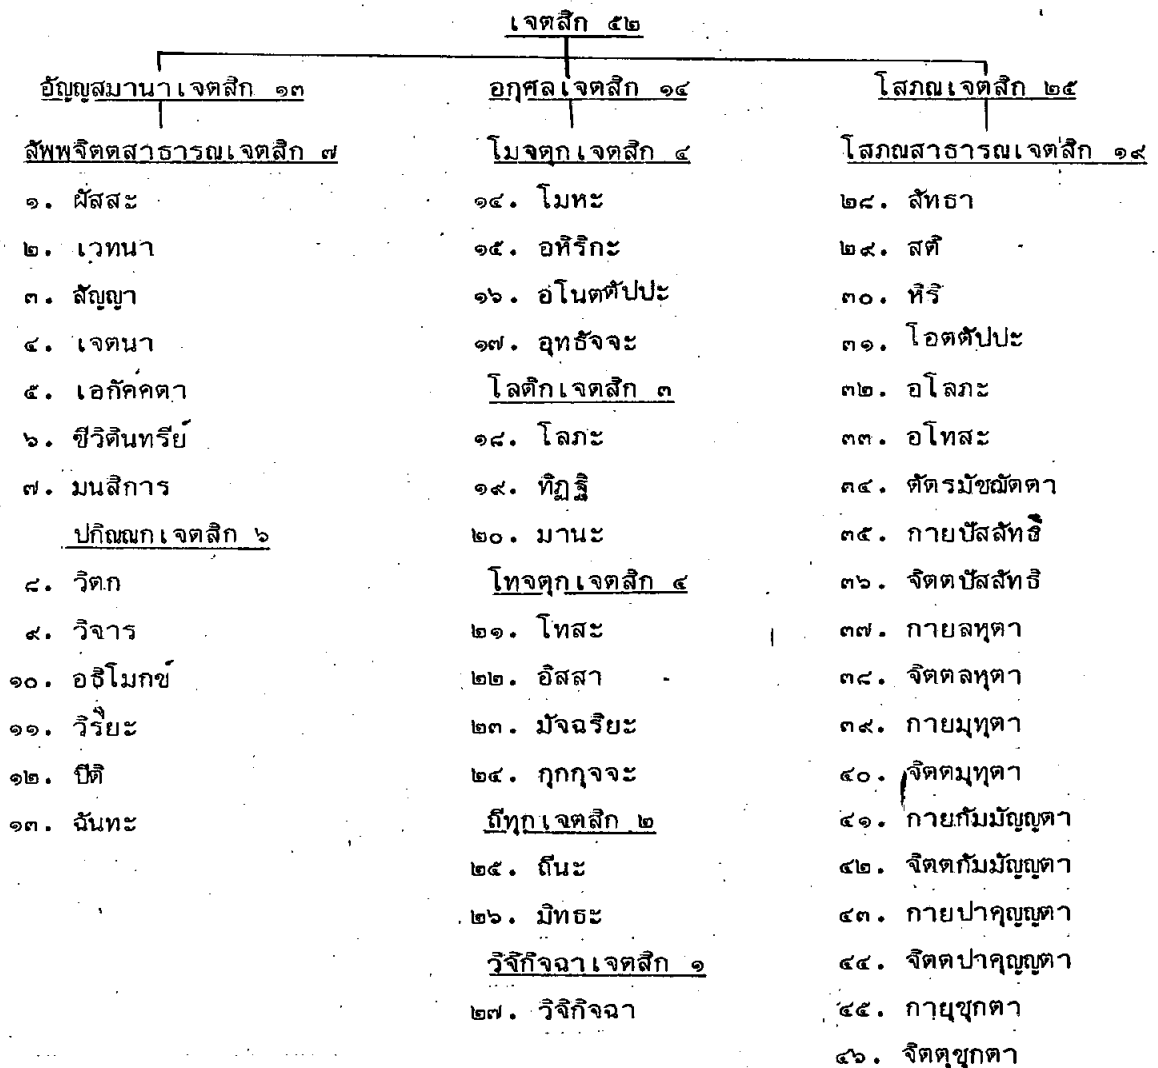 เจตสิก ๕๒
อัญญสมานาเจตสิก ๑๓
สัพพจิตตสาธารณเจตสิก ๗
๑. ผัสสะ
๒. เวทนา
๓. สัญญา
๔. เจตนา
๕. เอกัคคตา
๖. ชีวิตินทรีย์
๗. มนสิการ
ปกิณณกเจตสิก ๖
๘. วิตก
๙. วิจาร
๑๐. อธิโมกข์
๑๑. วิริยะ
๑๒. ปีติ
๑๓. ฉันทะ
อกุศลเจตสิก ๑๔
โมจตุกเจตสิก ๔
๑๔. โมหะ
๑๕. อหิริกะ
๑๖. อโนตตัปปะ
๑๗. อุทธัจจะ
โลติกเจตสิก ๓
๑๘. โลภะ
๑๙. ทิฏฐิ
๒๐. มานะ
โทจตุกเจตสิก ๔
๒๑. โทสะ
๒๒. อิสสา
๒๓. มัจฉริยะ
๒๔. กุกกุจจะ
ถีทุกเจตสิก ๒
๒๕. ถีนะ
๒๖. มิทธะ
วิจิกิจฉาเจตสิก ๑
๒๗. วิจิกิจฉา
โสภณเจตสิก ๒๕
โสภณสาธารณเจตสิก ๑๙
๒๘. สัทธา
๒๙. สติ
๓๐. หิริ
๓๑. โอตตัปปะ
๓๒. อโลภะ
๓๓. อโทสะ
๓๔. ตัตรมัชฌัตตา
๓๕. กายปัสสัทธิ
๓๖. จิตตปัสสัทธิ
๓๗. กายลหุตา
๓๘. จิตตลหุตา
๓๙. กายมุทุตา
๔๐. จิตตมุทุตา
๔๑. กายกัมมัญญตา
๔๒. จิตตกัมมัญญตา
๔๓. กายปาคุญญตา
๔๔. จิตตปาคุญญตา
๔๕. กายุชุกตา
๔๖. จิตตุชุกตา